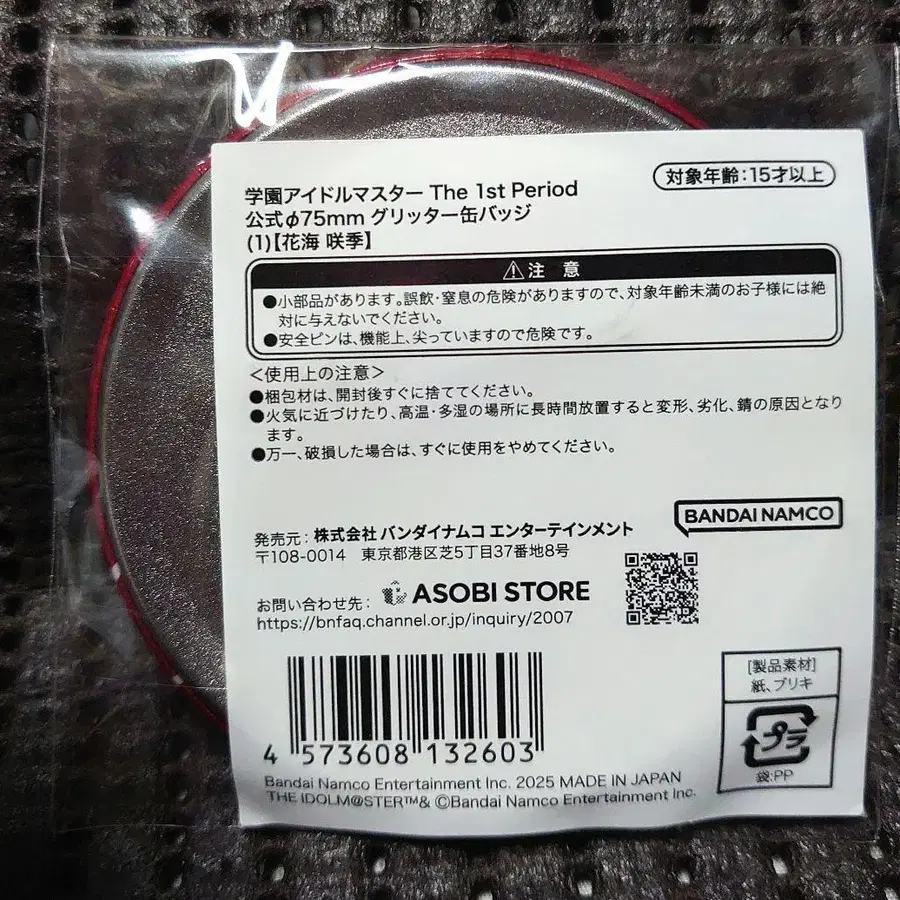 学園アイドルマスター The 1st Period
公式φ75mm グリッター缶バッジ
(1)【花海 咲季】
対象年齢:15才以上
⚠注 意
●小部品があります。誤飲・窒息の危険がありますので、対象年齢未満のお子様には絶
対に与えないでください。
●安全ピンは、機能上、尖っていますので危険です。
<使用上の注意>
●梱包材は、開封後すぐに捨ててください。
●火気に近づけたり、高温・多湿の場所に長時間放置すると変形、劣化、錆の原因となり
ます。
●万一、破損した場合は、すぐに使用をやめてください。
BANDAI NAMCO
発売元:株式会社 バンダイナムコ エンターテインメント
〒108-0014 東京都港区芝5丁目37番地8号
お問い合わせ先: ASOBI STORE
https://bnfaq.channel.or.jp/inquiry/2007
4 573608 132603
[製品素材]
紙、ブリキ
プラ
袋:PP
Bandai Namco Entertainment Inc. 2025 MADE IN JAPAN
THE IDOLM@STER™& ©Bandai Namco Entertainment Inc.